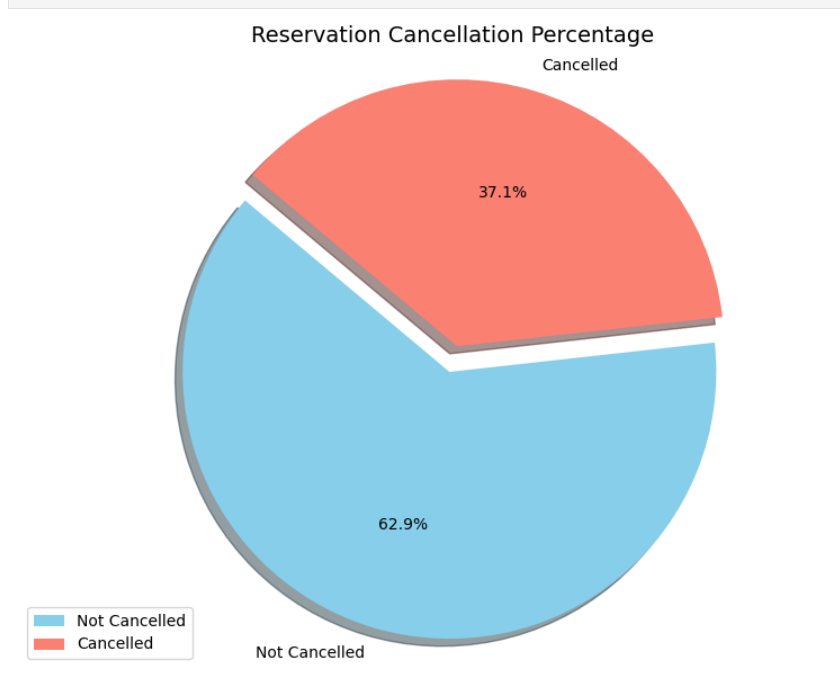 Reservation Cancellation Percentage
Cancelled
37.1%
62.9%
Not Cancelled
Cancelled
Not Cancelled